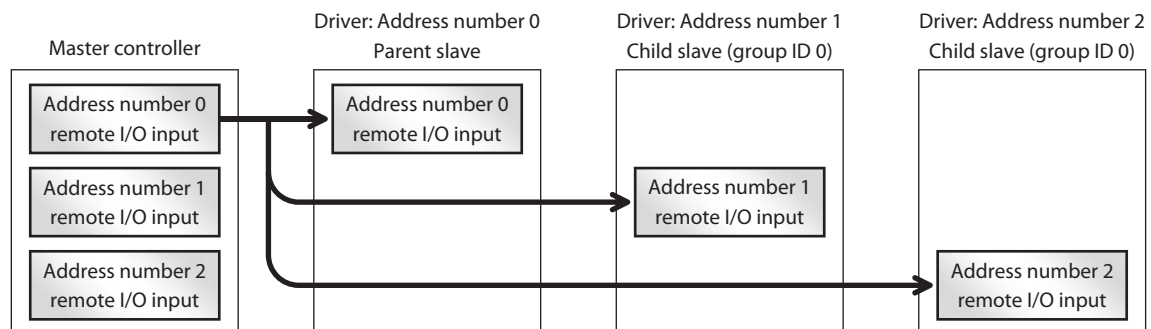 Master controller
Address number 0
remote I/O input
Address number 1
remote I/O input
Address number 2
remote I/O input
Driver: Address number 0
Parent slave
Address number 0
remote I/O input
Driver: Address number 1
Child slave (group ID 0)
Address number 1
remote I/O input
Driver: Address number 2
Child slave (group ID 0)
Address number 2
remote I/O input